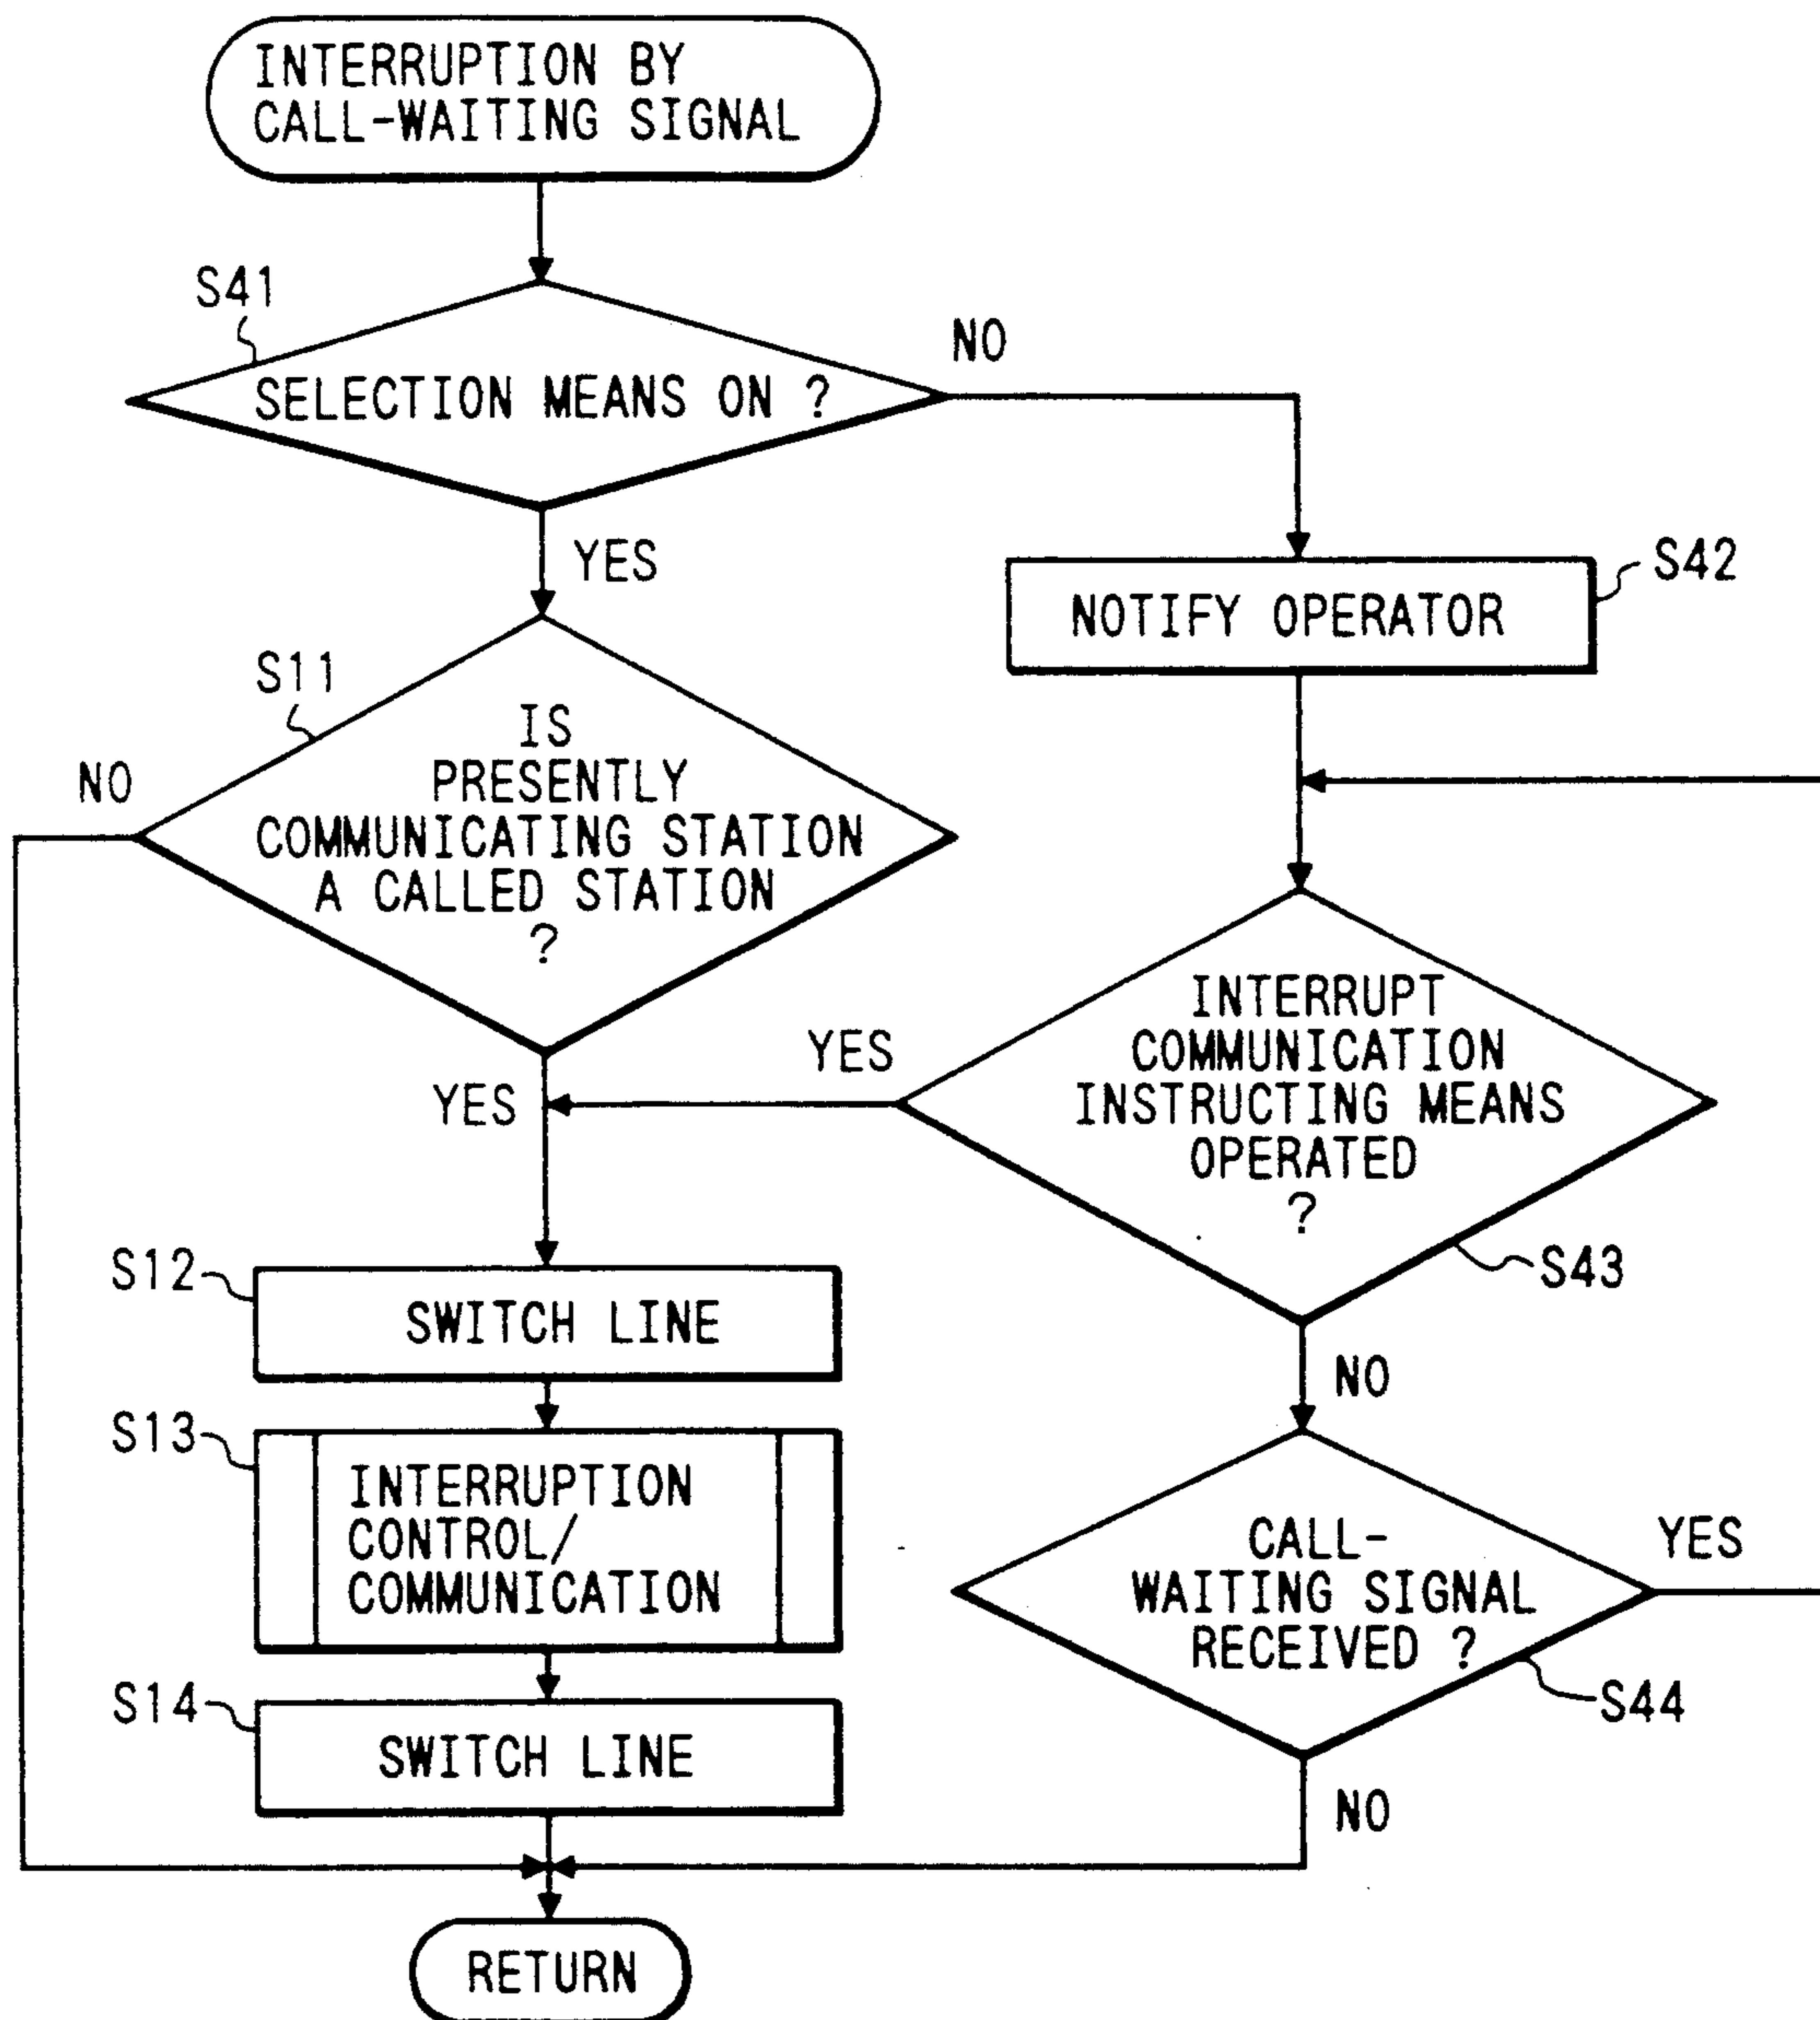 INTERRUPTION BY
CALL-WAITING SIGNAL
S41
SELECTION MEANS ON ?
NO
YES
S42
NOTIFY OPERATOR
S11
IS
PRESENTLY
COMMUNICATING STATION
A CALLED STATION
?
NO
YES
INTERRUPT
COMMUNICATION
INSTRUCTING MEANS
OPERATED
?
YES
S43
NO
S12
SWITCH LINE
S13
INTERRUPTION
CONTROL/
COMMUNICATION
CALL-
WAITING SIGNAL
RECEIVED ?
YES
S44
NO
S14
SWITCH LINE
RETURN